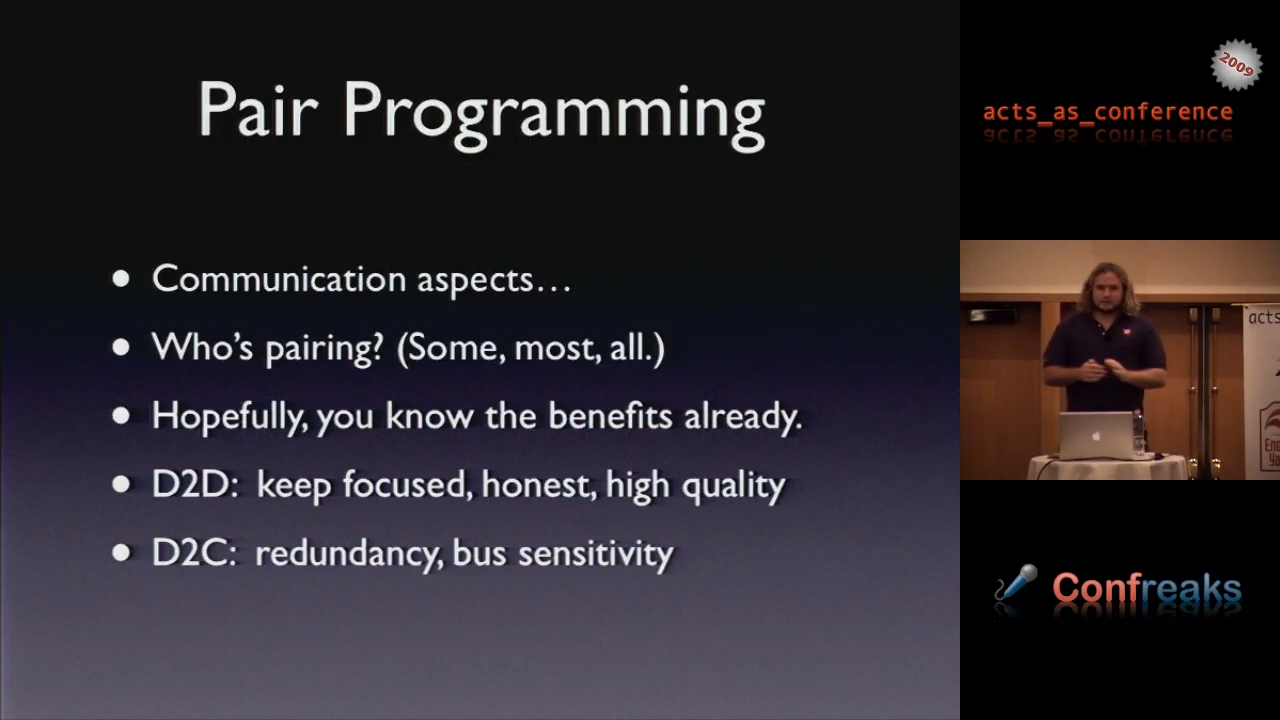 Pair Programming
• Communication aspects…
• Who's pairing? (Some, most, all.)
• Hopefully, you know the benefits already.
• D2D: keep focused, honest, high quality
• D2C: redundancy, bus sensitivity
2009
acts_as_conference
acts
Confreaks